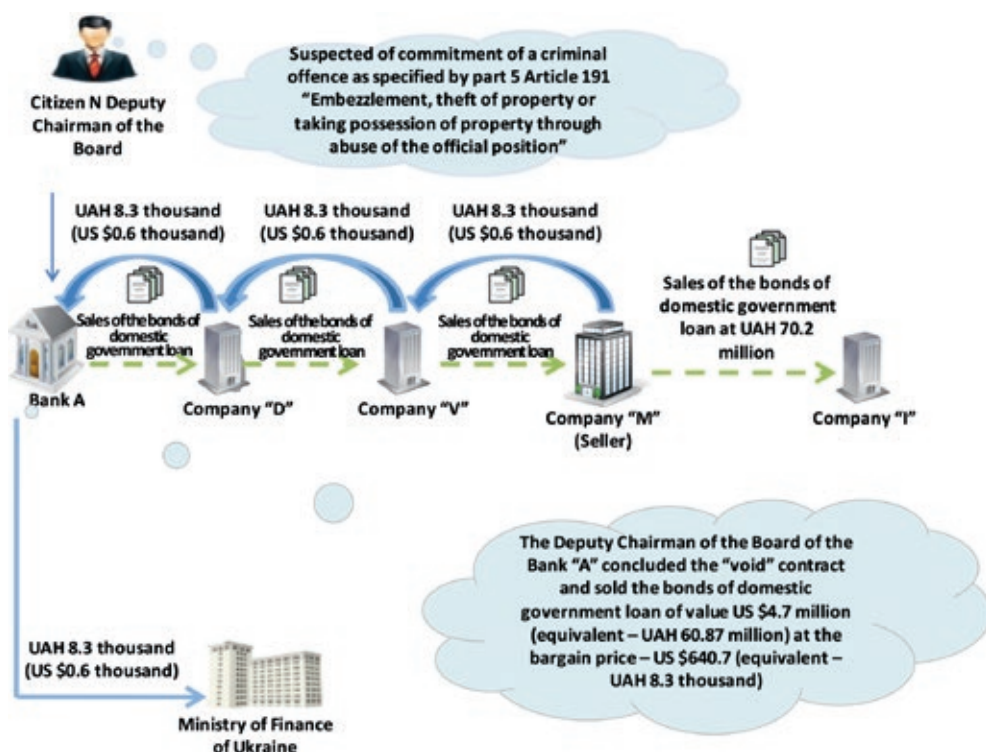 Suspected of commitment of a criminal
offence as specified by part 5 Article 191
“Embezzlement, theft of property or
taking possession of property through
abuse of the official position”
Citizen N Deputy
Chairman of the
Board
UAH 8.3 thousand
(US $0.6 thousand)
UAH 8.3 thousand
(US $0.6 thousand)
UAH 8.3 thousand
(US $0.6 thousand)
Sales of the bonds of
domestic
government loan
Sales of the bonds of
domestic
government loan
Sales of the bonds of
domestic
government loan
Sales of the bonds of
domestic government
loan at UAH 70.2
million
Bank A
Company “D”
Company “V”
Company “M”
(Seller)
Company “I”
The Deputy Chairman of the Board of the
Bank “A” concluded the “void” contract
and sold the bonds of domestic
government loan of value US $4.7 million
(equivalent – UAH 60.87 million) at the
bargain price – US $640.7 (equivalent –
UAH 8.3 thousand)
UAH 8.3 thousand
(US $0.6 thousand)
Ministry of Finance
of Ukraine